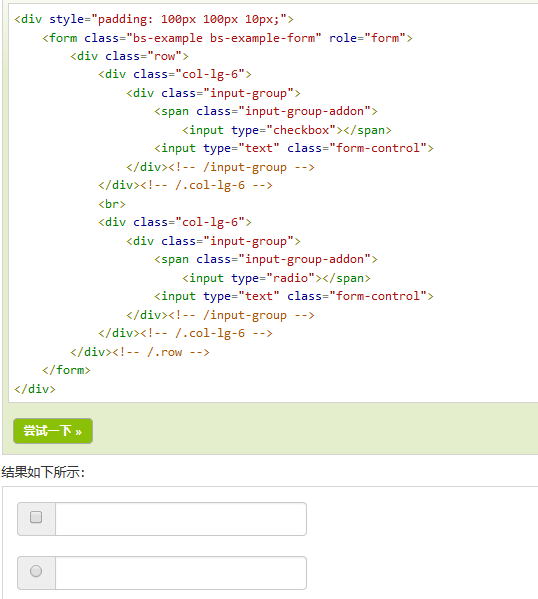 <div style="padding: 100px 100px 10px;">
    <form class="bs-example bs-example-form" role="form">
        <div class="row">
            <div class="col-lg-6">
                <div class="input-group">
                    <span class="input-group-addon">
                        <input type="checkbox"></span>
                    <input type="text" class="form-control">
                </div><!-- /input-group -->
            </div><!-- /.col-lg-6 -->
            <br>
            <div class="col-lg-6">
                <div class="input-group">
                    <span class="input-group-addon">
                        <input type="radio"></span>
                    <input type="text" class="form-control">
                </div><!-- /input-group -->
            </div><!-- /.col-lg-6 -->
        </div><!-- /.row -->
    </form>
</div>
尝试一下 »
结果如下所示：